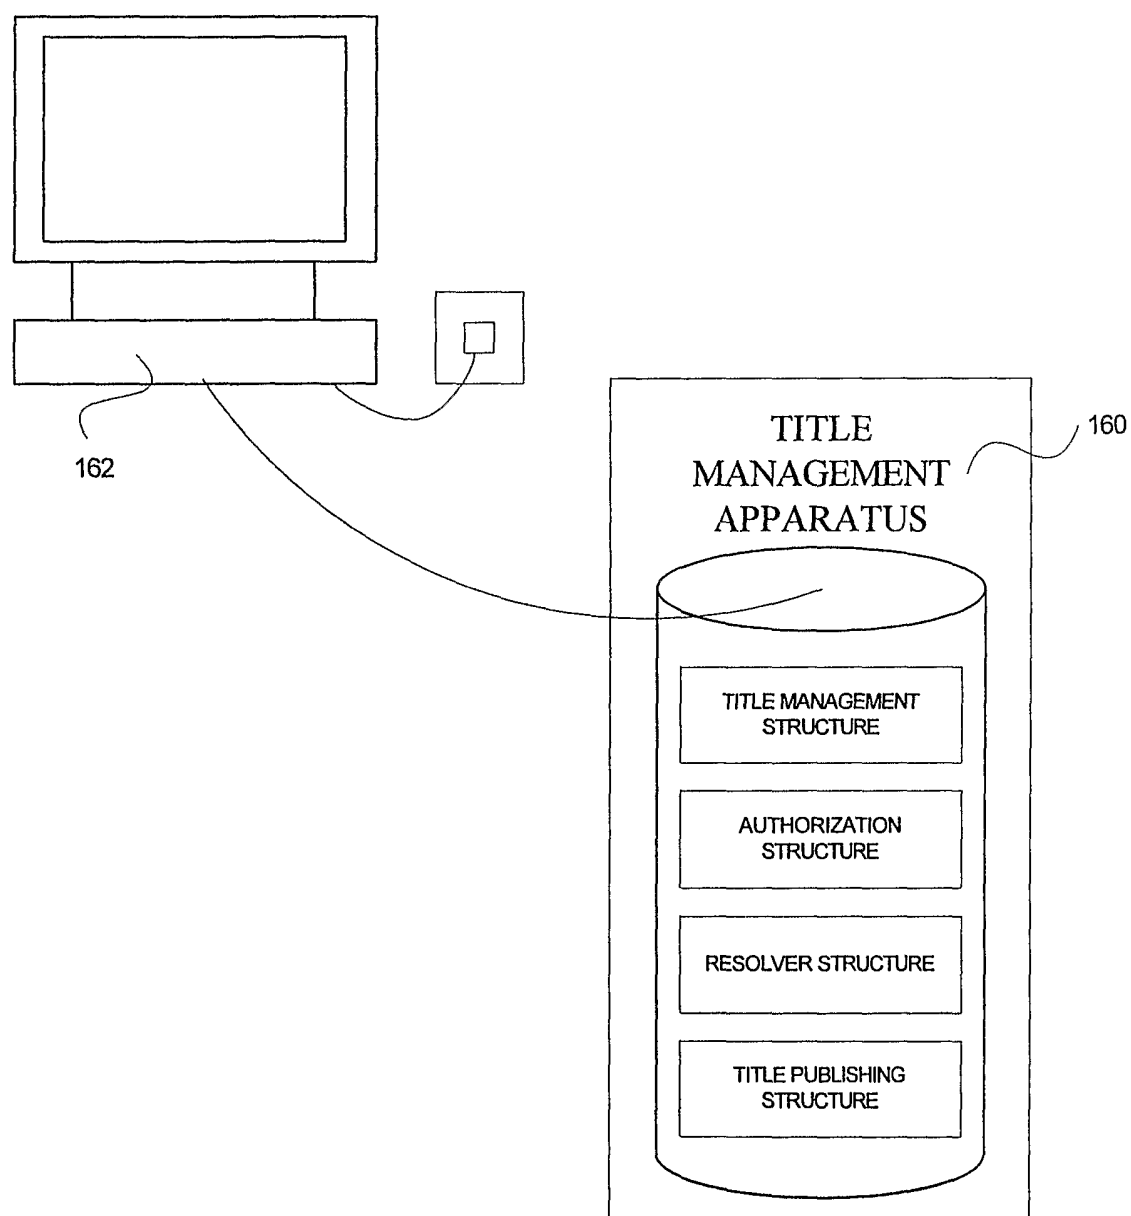 162
160
TITLE
MANAGEMENT
APPARATUS
TITLE MANAGEMENT
STRUCTURE
AUTHORIZATION
STRUCTURE
RESOLVER STRUCTURE
TITLE PUBLISHING
STRUCTURE